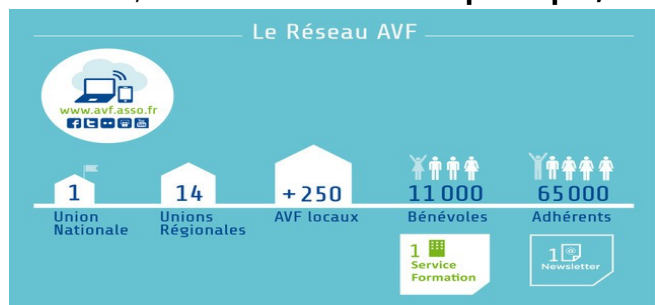 Le Réseau AVF
www.avf.asso.fr
1
Union
Nationale
14
Unions
Régionales
+250
AVF locaux
11 000
Bénévoles
65 000
Adhérents
1
Service
Formation
1
Newsletter